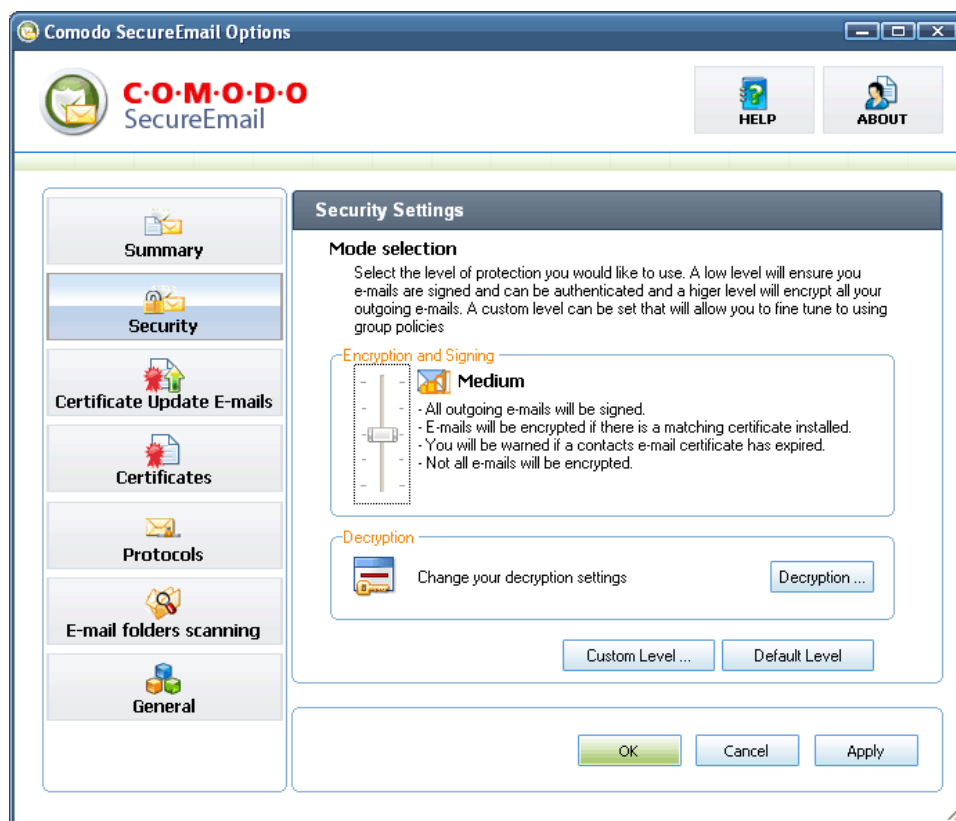 Comodo SecureEmail Options
C·O·M·O·D·O
SecureEmail
HELP
ABOUT
Summary
Security
Certificate Update E-mails
Certificates
Protocols
E-mail folders scanning
General
Security Settings
Mode selection
Select the level of protection you would like to use. A low level will ensure you
e-mails are signed and can be authenticated and a higer level will encrypt all your
outgoing e-mails. A custom level can be set that will allow you to fine tune to using
group policies
Encryption and Signing
Medium
- All outgoing e-mails will be signed.
- E-mails will be encrypted if there is a matching certificate installed.
- You will be warned if a contacts e-mail certificate has expired.
- Not all e-mails will be encrypted.
Decryption
Change your decryption settings
Decryption ...
Custom Level ...
Default Level
OK
Cancel
Apply